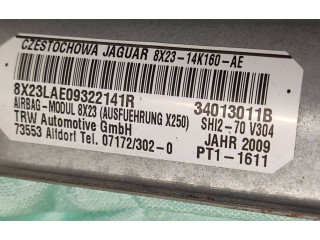 CZESTOCHOWA JAGUAR 8X23-14K160-AE
8X23LAE09322141R 34013011B
AIRBAG-MODUL 8X23 (AUSFUEHRUNG X250) SHI2-70 V304
TRW Automotive GmbH JAHR 2009
73553 Alldorf Tel. 07172/302-0 PT1-1611